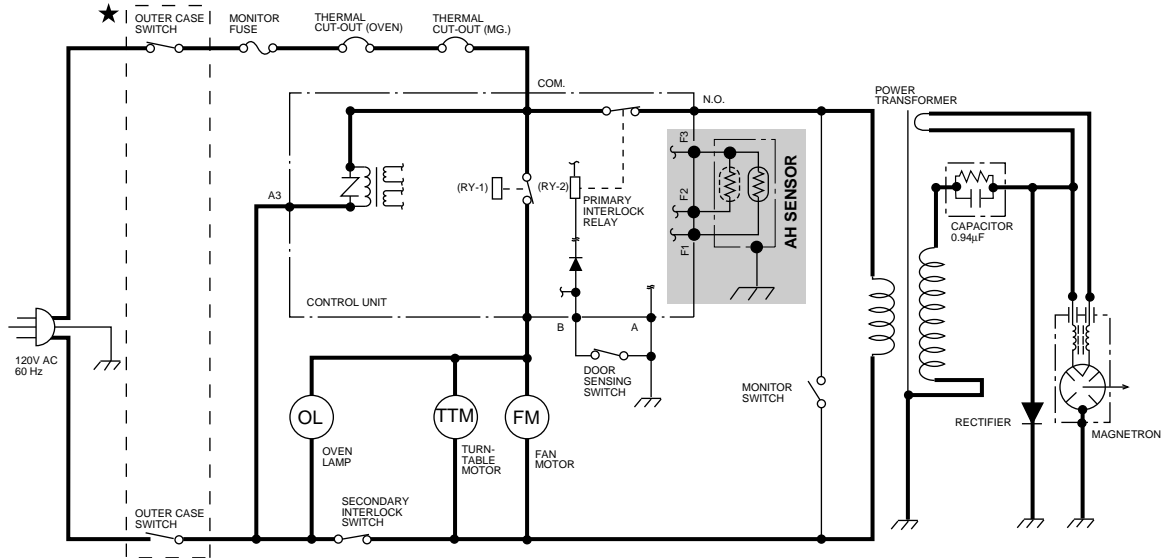 ★
OUTER CASE
SWITCH
MONITOR
FUSE
THERMAL
CUT-OUT (OVEN)
THERMAL
CUT-OUT (MG.)
COM.
N.O.
POWER
TRANSFORMER
A3
(RY-1)
(RY-2)
PRIMARY
INTERLOCK
RELAY
F3
F2
F1
AH SENSOR
CAPACITOR
0.94µF
CONTROL UNIT
B
A
120V AC
60 Hz
DOOR
SENSING
SWITCH
MONITOR
SWITCH
OL
TTM
FM
OVEN
LAMP
TURN-
TABLE
MOTOR
FAN
MOTOR
RECTIFIER
MAGNETRON
OUTER CASE
SWITCH
SECONDARY
INTERLOCK
SWITCH